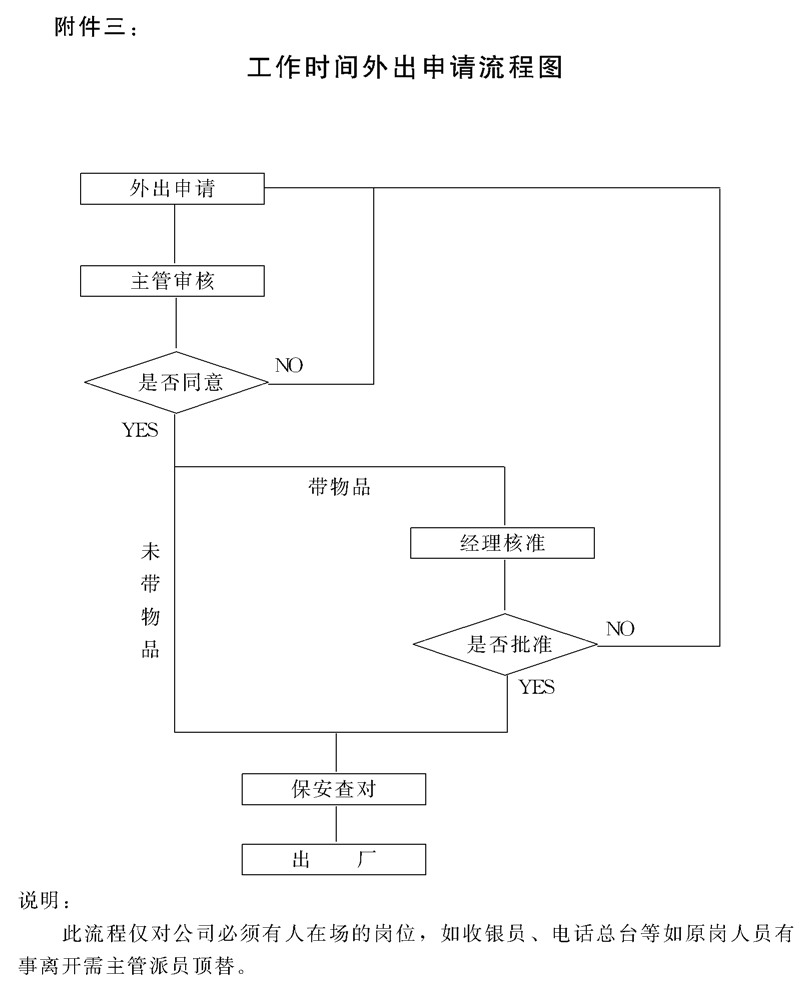 附件三：
工作时间外出申请流程图
外出申请
主管审核
是否同意
NO
YES
带物品
未带物品
经理核准
是否批准
NO
YES
保安查对
出 厂
说明：
此流程仅对公司必须有人在场的岗位，如收银员、电话总台等如原岗人员有
事离开需主管派员顶替。